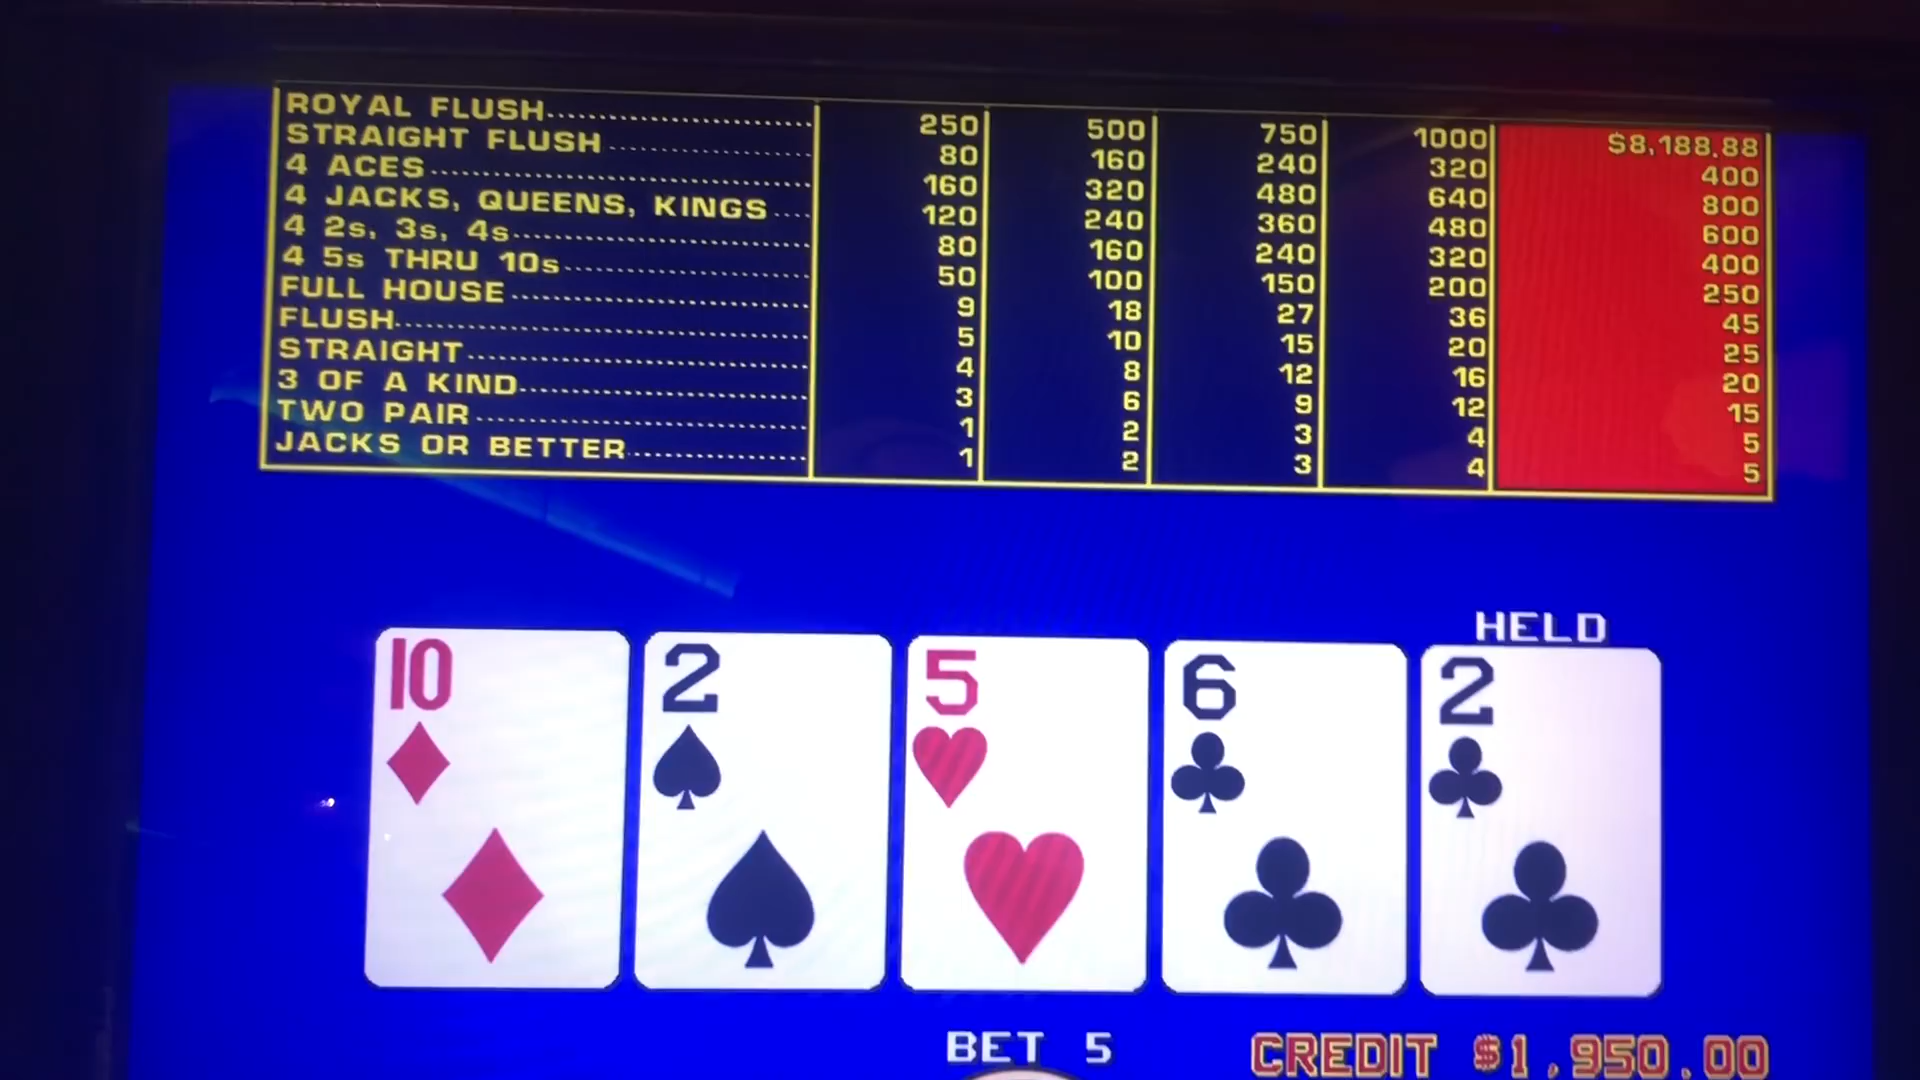 ROYAL FLUSH 250 500 750 1000 $8,188.88
STRAIGHT FLUSH 80 160 240 320 400
4 ACES 160 320 480 640 800
4 JACKS, QUEENS, KINGS 120 240 360 480 600
4 2s, 3s, 4s 80 160 240 320 400
4 5s THRU 10s 50 100 150 200 250
FULL HOUSE 9 18 27 36 45
FLUSH 5 10 15 20 25
STRAIGHT 4 8 12 16 20
3 OF A KIND 3 6 9 12 15
TWO PAIR 1 2 3 4 5
JACKS OR BETTER 1 2 3 4 5
HELD
10 2 5 6 2
BET 5 CREDIT $1,950.00